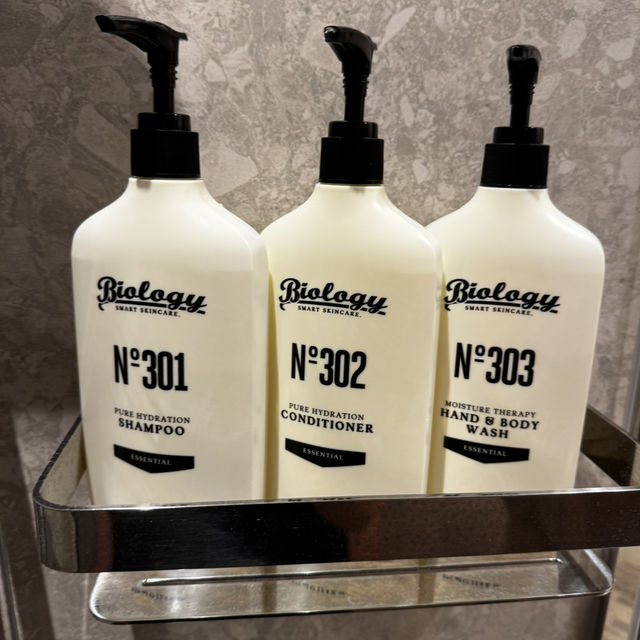 Biology
SMART SKINCARE.
Nº301
PURE HYDRATION
SHAMPOO
ESSENTIAL
Biology
SMART SKINCARE.
Nº302
PURE HYDRATION
CONDITIONER
ESSENTIAL
Biology
SMART SKINCARE.
Nº303
MOISTURE THERAPY
HAND & BODY
WASH
ESSENTIAL